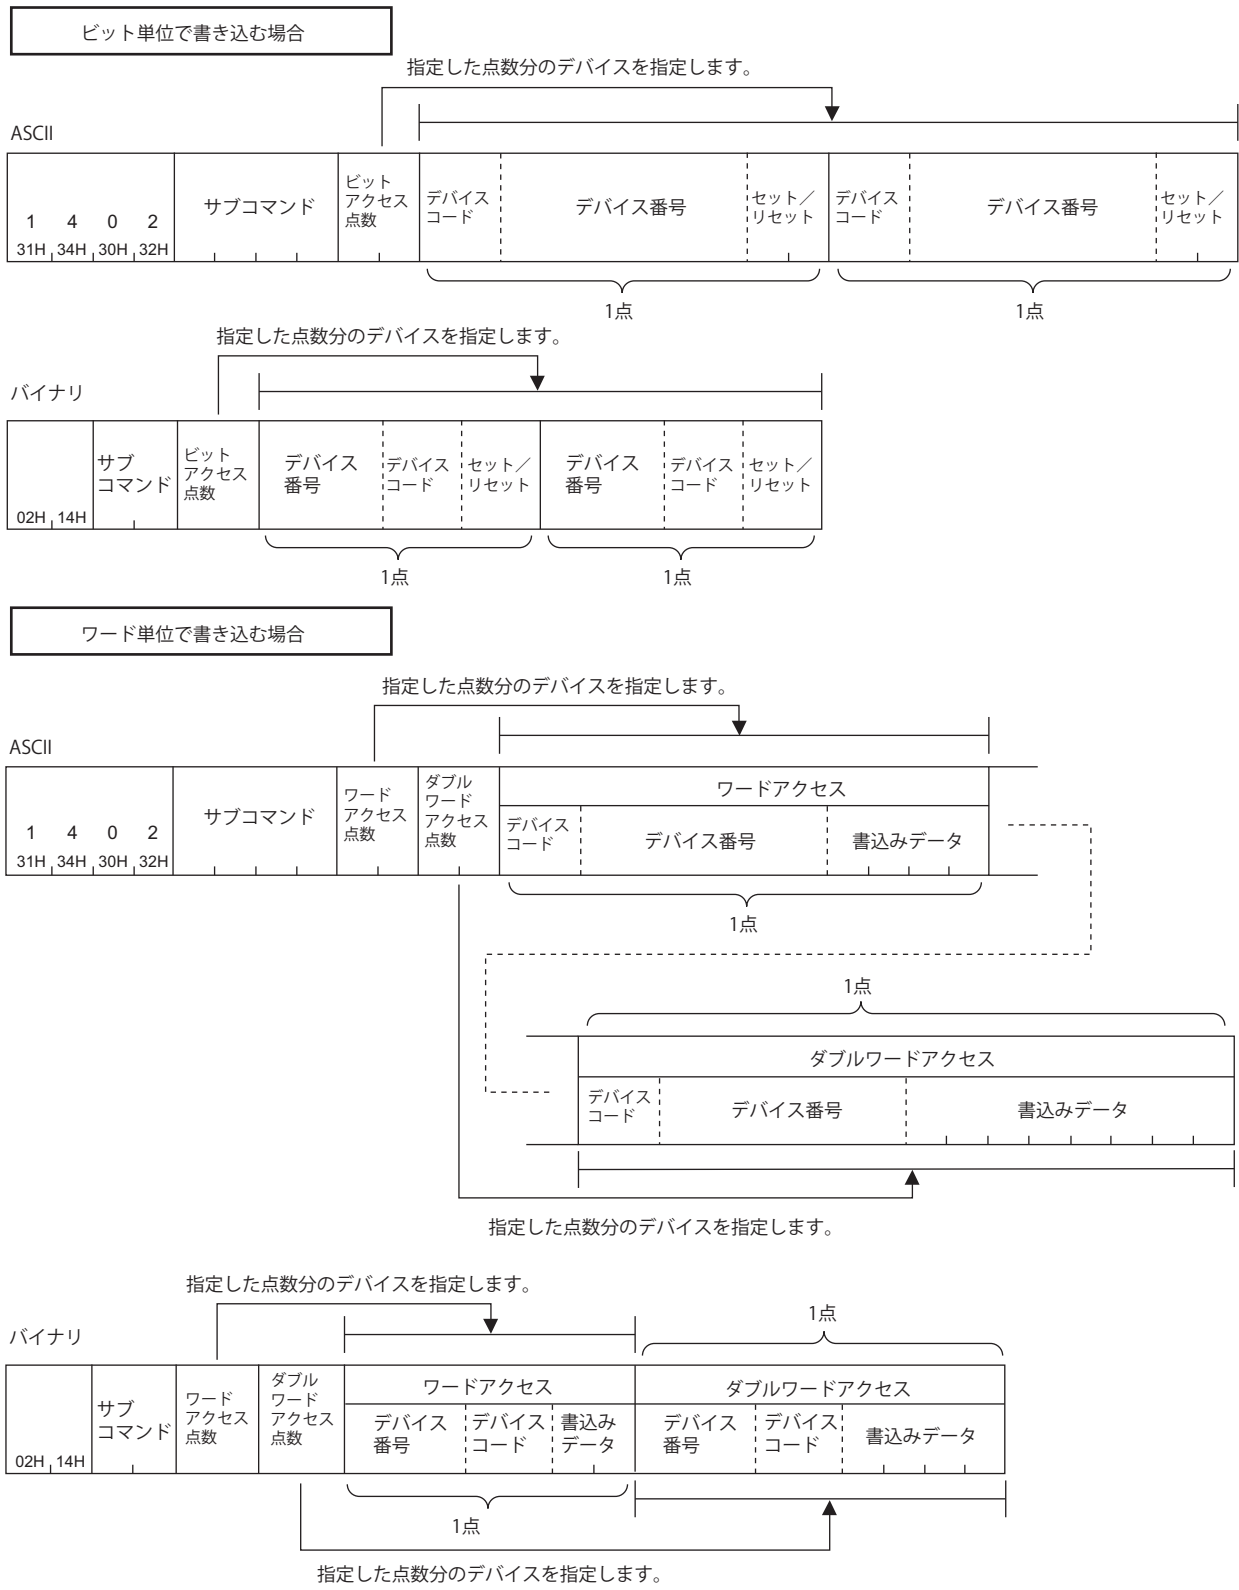 ビット単位で書き込む場合
指定した点数分のデバイスを指定します。
ASCII
1 4 0 2
31H 34H 30H 32H
サブコマンド
ビット
アクセス
点数
デバイス
コード
デバイス番号
セット／
リセット
デバイス
コード
デバイス番号
セット／
リセット
1点
1点
指定した点数分のデバイスを指定します。
バイナリ
02H 14H
サブ
コマンド
ビット
アクセス
点数
デバイス
番号
デバイス
コード
セット／
リセット
デバイス
番号
デバイス
コード
セット／
リセット
1点
1点
ワード単位で書き込む場合
指定した点数分のデバイスを指定します。
ASCII
1 4 0 2
31H 34H 30H 32H
サブコマンド
ワード
アクセス
点数
ダブル
ワード
アクセス
点数
ワードアクセス
デバイス
コード
デバイス番号
書込みデータ
1点
1点
ダブルワードアクセス
デバイス
コード
デバイス番号
書込みデータ
指定した点数分のデバイスを指定します。
指定した点数分のデバイスを指定します。
1点
バイナリ
02H 14H
サブ
コマンド
ワード
アクセス
点数
ダブル
ワード
アクセス
点数
ワードアクセス
デバイス
番号
デバイス
コード
書込み
データ
ダブルワードアクセス
デバイス
番号
デバイス
コード
書込みデータ
1点
指定した点数分のデバイスを指定します。